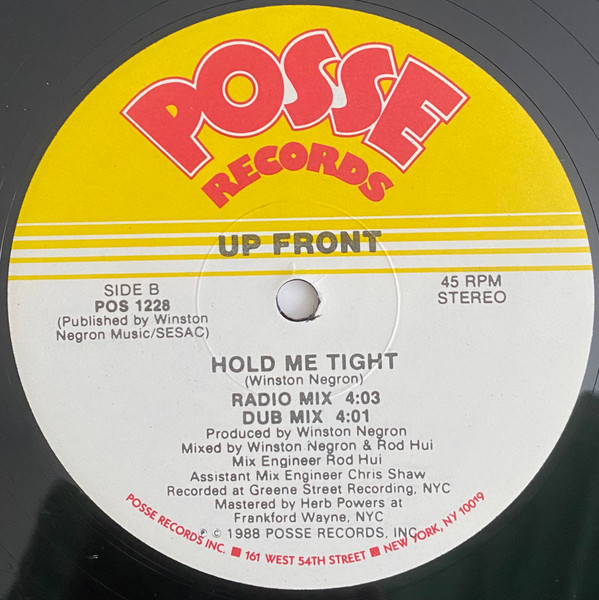 POSSE
RECORDS
UP FRONT
SIDE B
POS 1228
(Published by Winston
Negron Music/SESAC)
45 RPM
STEREO
HOLD ME TIGHT
(Winston Negron)
RADIO MIX 4:03
DUB MIX 4:01
Produced by Winston Negron
Mixed by Winston Negron & Rod Hui
Mix Engineer Rod Hui
Assistant Mix Engineer Chris Shaw
Recorded at Greene Street Recording, NYC
Mastered by Herb Powers at
Frankford Wayne, NYC
℗ © 1988 POSSE RECORDS, INC.
POSSE RECORDS INC. ■ 161 WEST 54TH STREET ■ NEW YORK, NY 10019